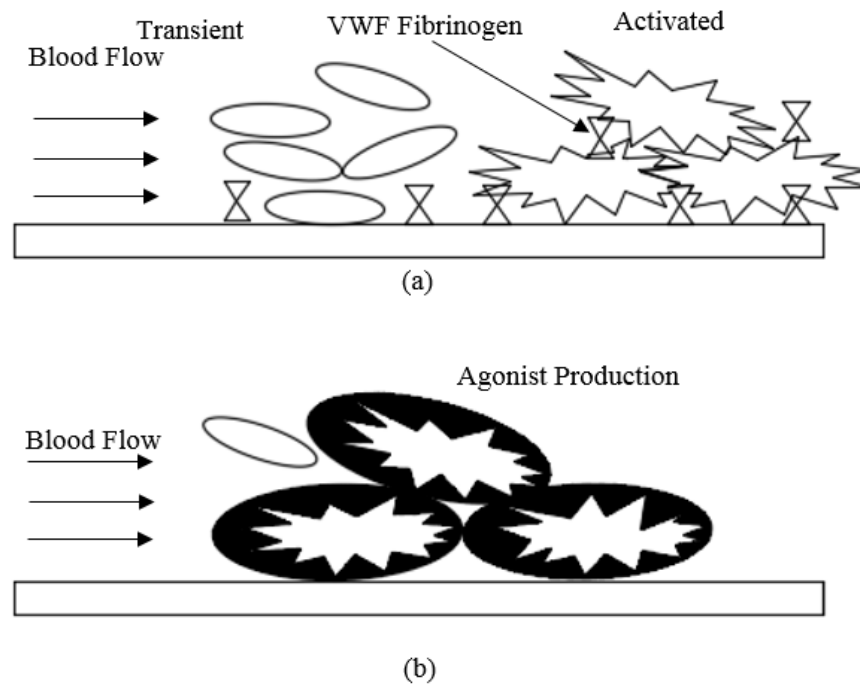 Transient
VWF Fibrinogen
Activated
Blood Flow
(a)
Agonist Production
Blood Flow
(b)